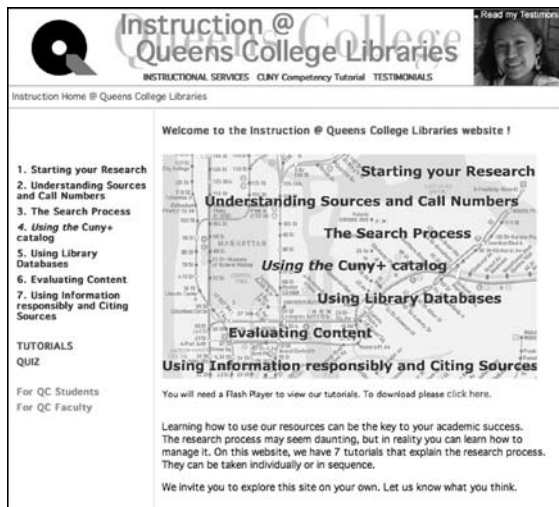 Queens College
Instruction @
Queens College Libraries
Read my Testimoni
INSTRUCTIONAL SERVICES CUNY Competency Tutorial TESTIMONIALS
Instruction Home @ Queens College Libraries
1. Starting your Research
2. Understanding Sources
and Call Numbers
3. The Search Process
4. Using the Cuny+
catalog
5. Using Library
Databases
6. Evaluating Content
7. Using Information
responsibly and Citing
Sources
TUTORIALS
QUIZ
For QC Students
For QC Faculty
Welcome to the Instruction @ Queens College Libraries website !
Starting your Research
Understanding Sources and Call Numbers
The Search Process
Using the Cuny+ catalog
Using Library Databases
Evaluating Content
Using Information responsibly and Citing Sources
MANHATTAN
You will need a Flash Player to view our tutorials. To download please click here.
Learning how to use our resources can be the key to your academic success.
The research process may seem daunting, but in reality you can learn how to
manage it. On this website, we have 7 tutorials that explain the research process.
They can be taken individually or in sequence.
We invite you to explore this site on your own. Let us know what you think.